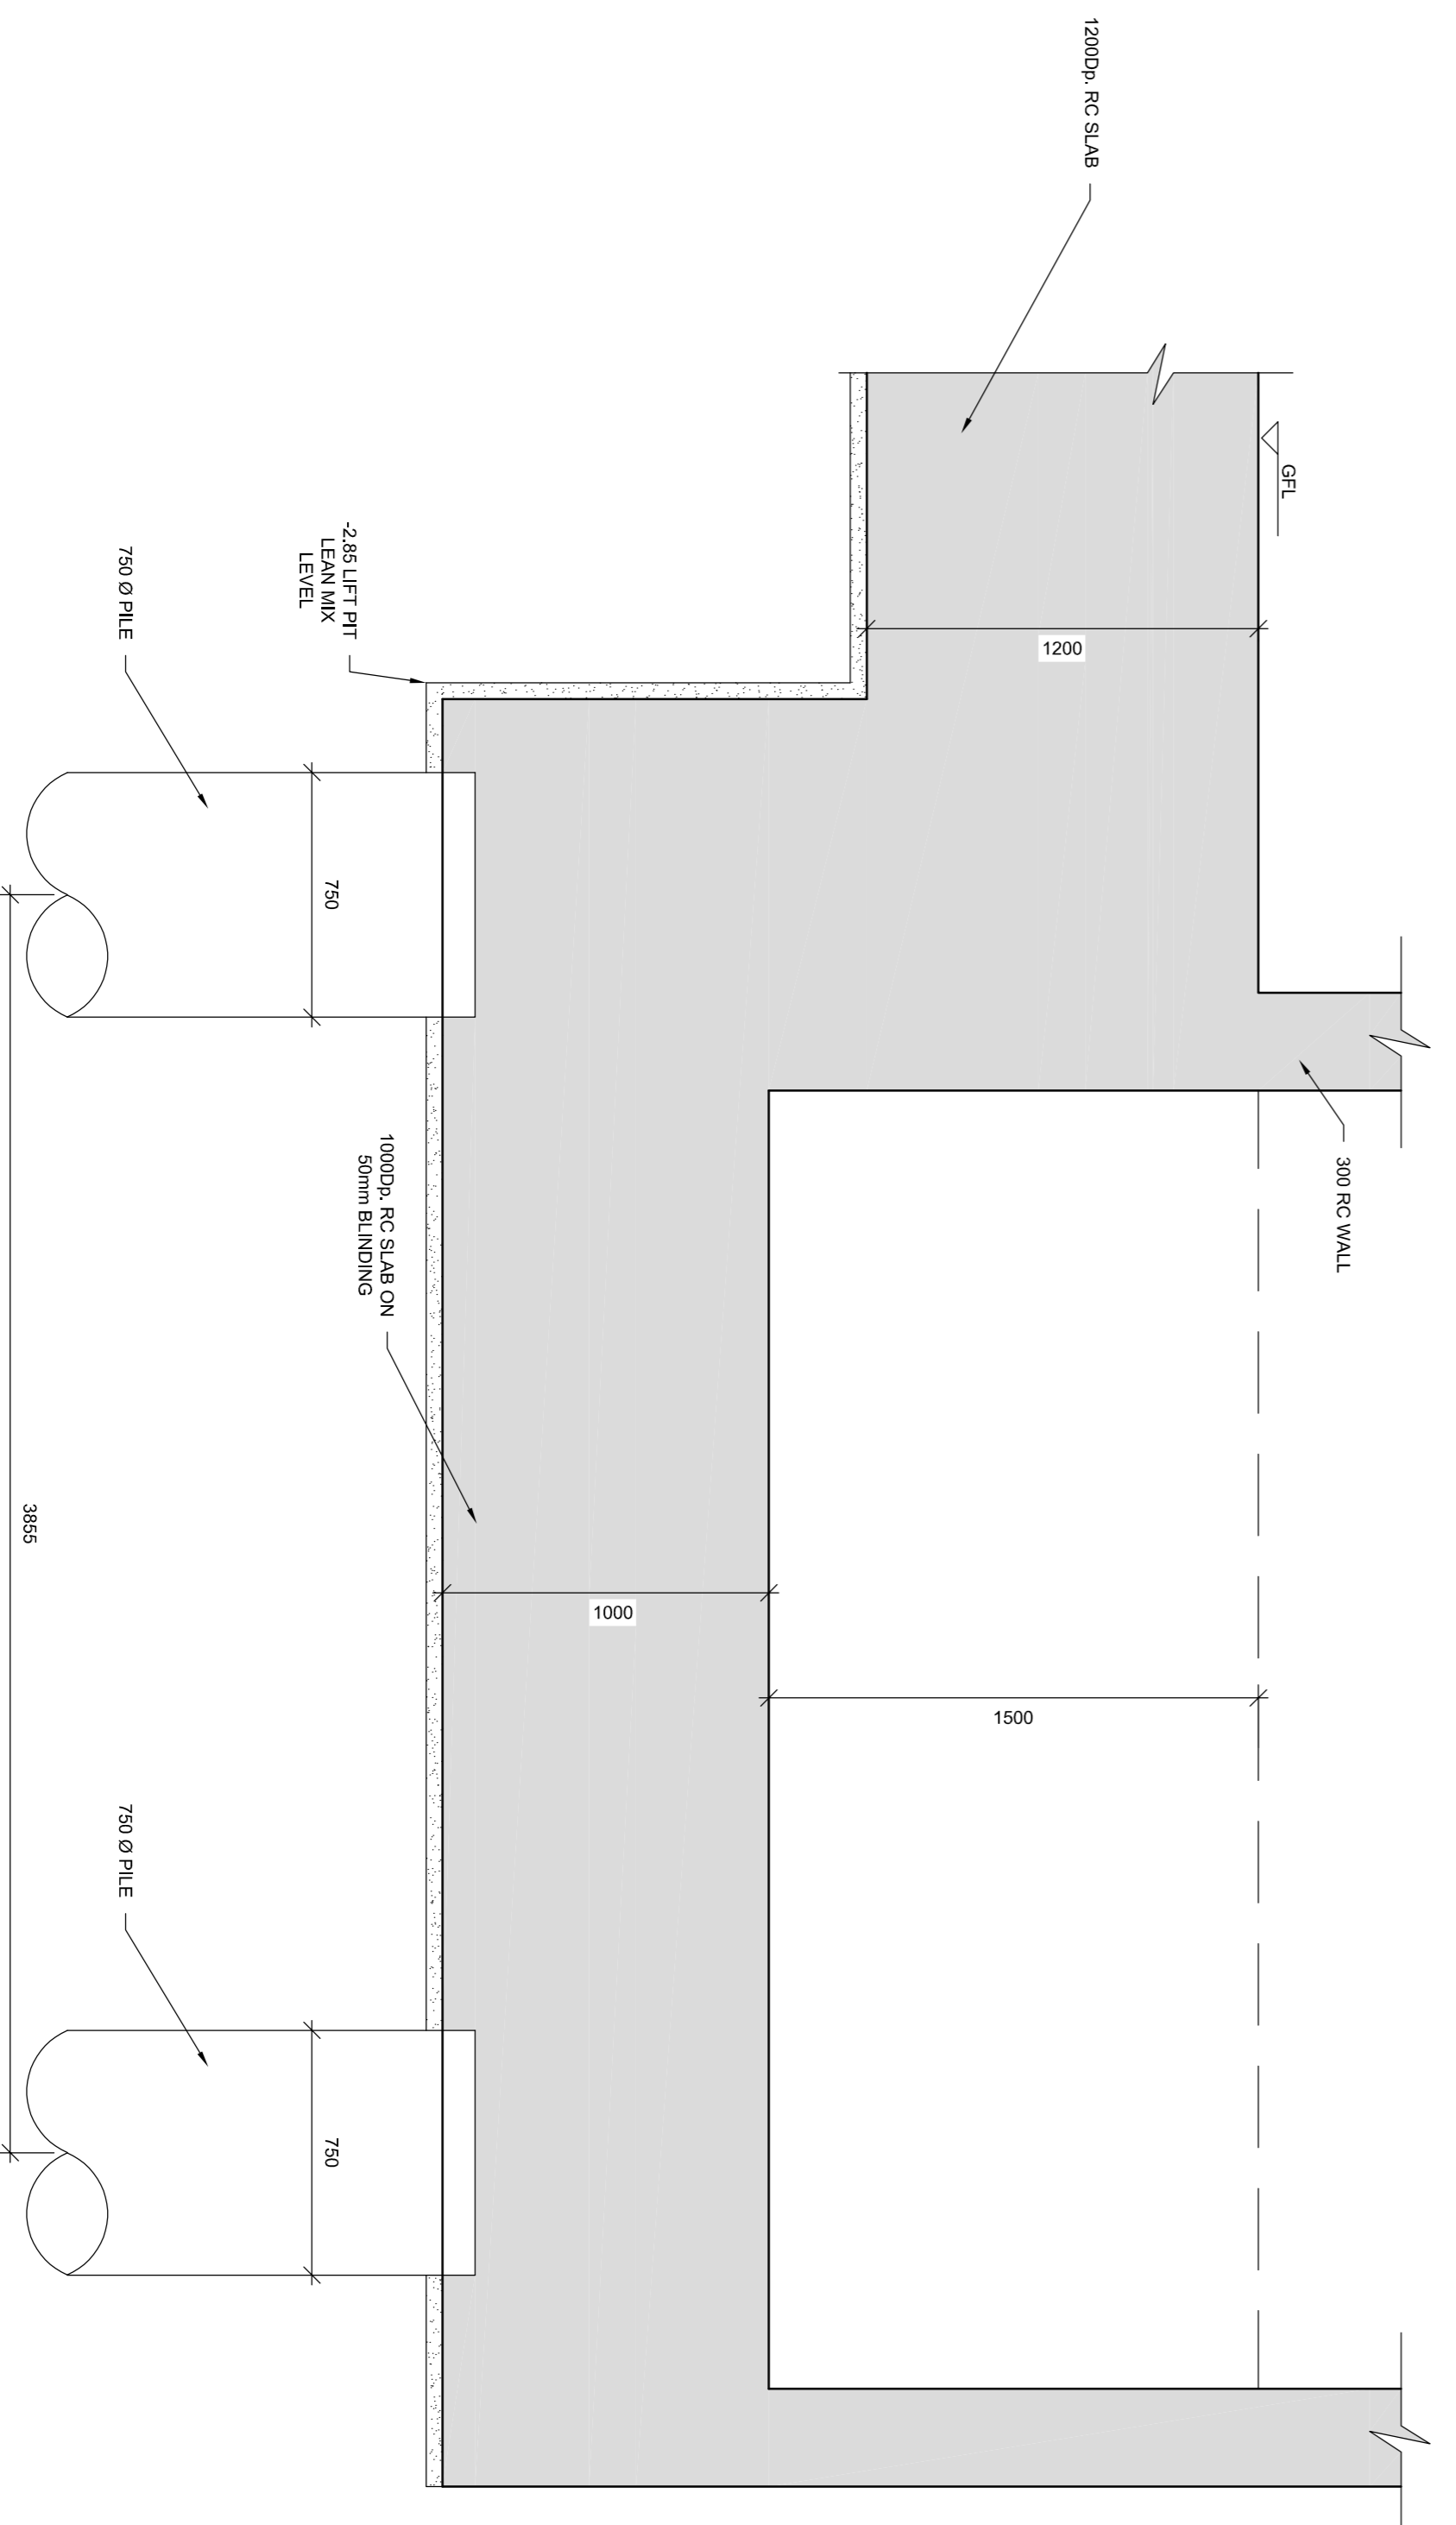 300 RC WALL
GFL
1200Dp. RC SLAB
1200
1500
1000
1000Dp. RC SLAB ON
50mm BLINDING
-2.85 LIFT PIT
LEAN MIX
LEVEL
750
750
750 Ø PILE
750 Ø PILE
3855